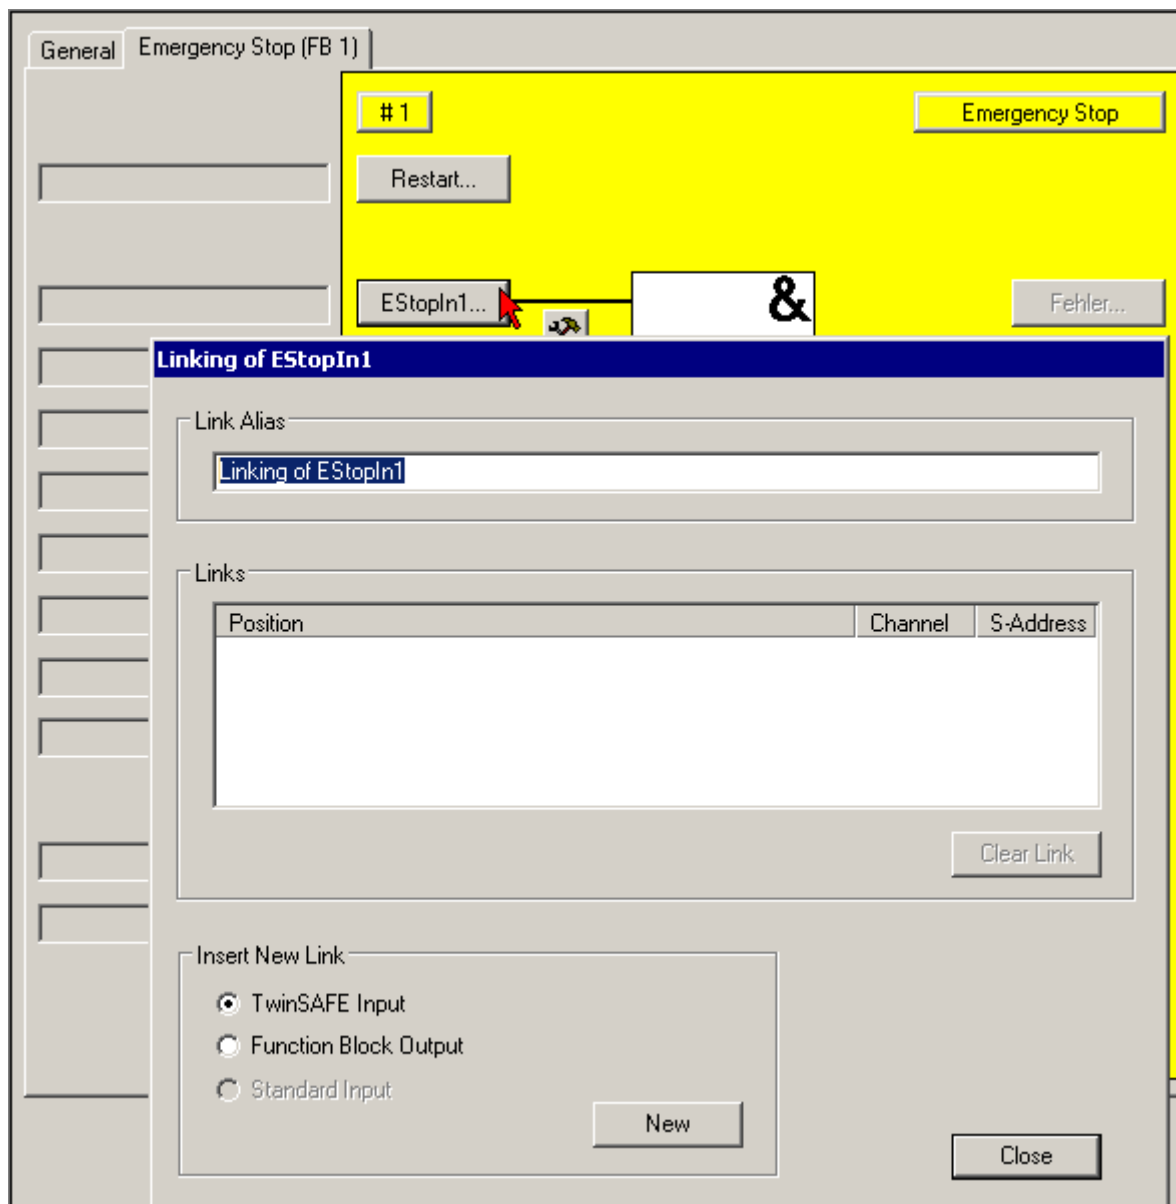 General
Emergency Stop (FB 1)
# 1
Emergency Stop
Restart...
EStopIn1...
&
Fehler...
Linking of EStopIn1
Link Alias
Linking of EStopIn1
Links
Position Channel S-Address
Clear Link
Insert New Link
TwinSAFE Input
Function Block Output
Standard Input
New
Close